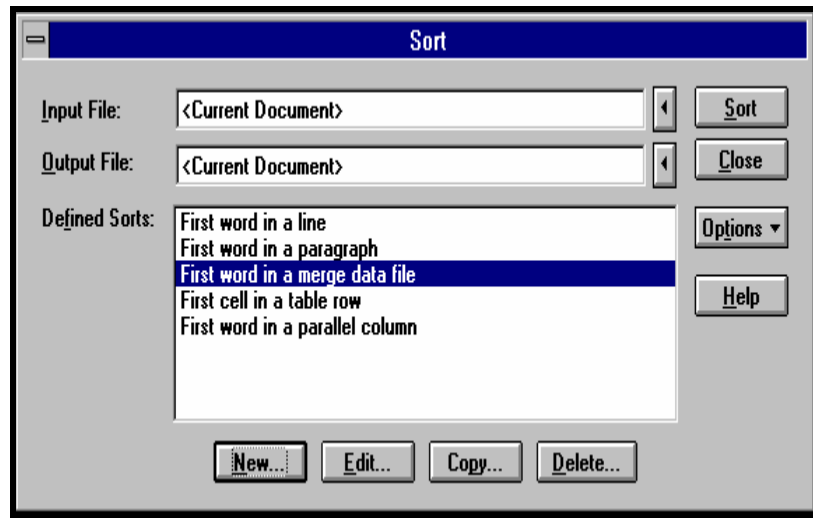 Sort
Input File: <Current Document> Sort
Output File: <Current Document> Close
Defined Sorts: First word in a line Options
First word in a paragraph
First word in a merge data file
First cell in a table row Help
First word in a parallel column
New... Edit... Copy... Delete...